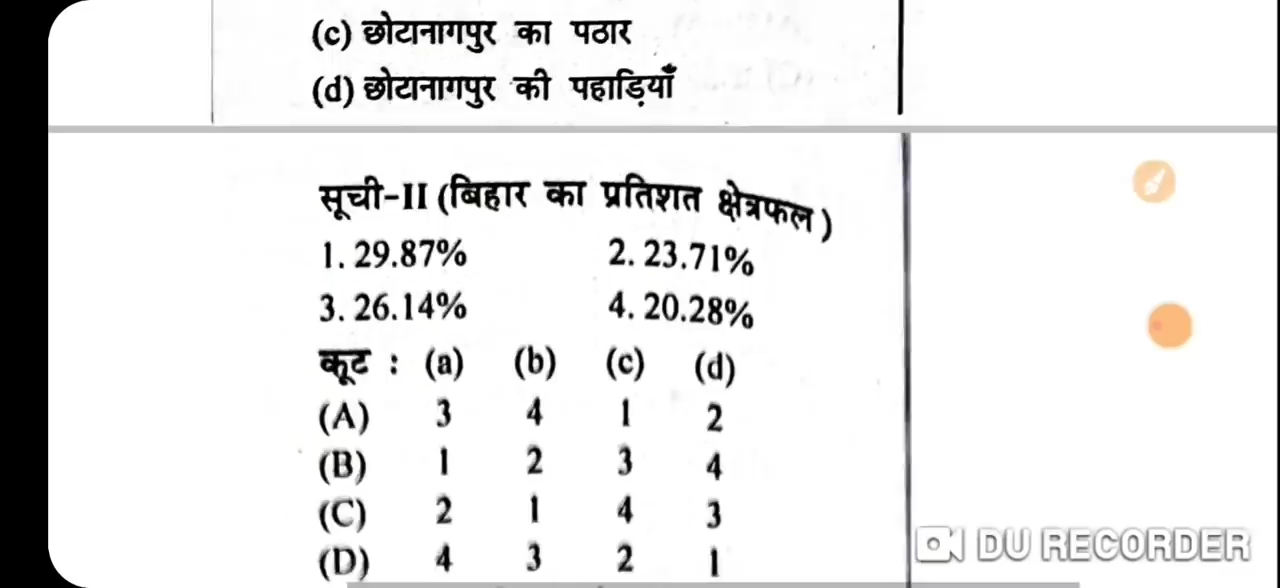 (c) छोटानागपुर का पठार
(d) छोटानागपुर की पहाड़ियाँ
सूची-II (बिहार का प्रतिशत क्षेत्रफल)
1. 29.87% 2. 23.71%
3. 26.14% 4. 20.28%
कूट : (a) (b) (c) (d)
(A) 3 4 1 2
(B) 1 2 3 4
(C) 2 1 4 3
(D) 4 3 2 1
DU RECORDER